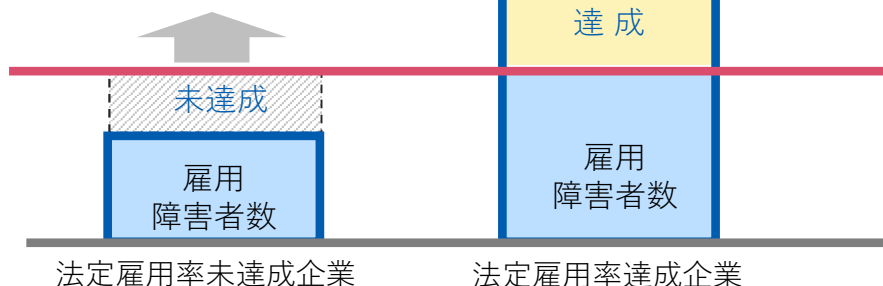 達 成
未達成
雇用
障害者数
雇用
障害者数
法定雇用率未達成企業
法定雇用率達成企業